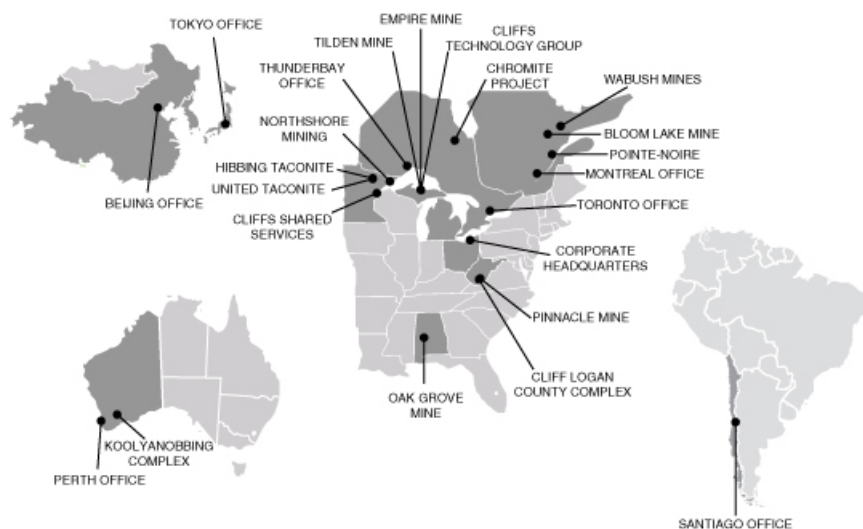 TOKYO OFFICE
BEIJING OFFICE
EMPIRE MINE
TILDEN MINE
CLIFFS
TECHNOLOGY GROUP
THUNDERBAY
OFFICE
CHROMITE
PROJECT
WABUSH MINES
NORTHSHORE
MINING
BLOOM LAKE MINE
HIBBING TACONITE
POINTE-NOIRE
UNITED TACONITE
MONTREAL OFFICE
CLIFFS SHARED
SERVICES
TORONTO OFFICE
CORPORATE
HEADQUARTERS
PINNACLE MINE
CLIFF LOGAN
COUNTY COMPLEX
OAK GROVE
MINE
KOOLYANOBBING
COMPLEX
PERTH OFFICE
SANTIAGO OFFICE